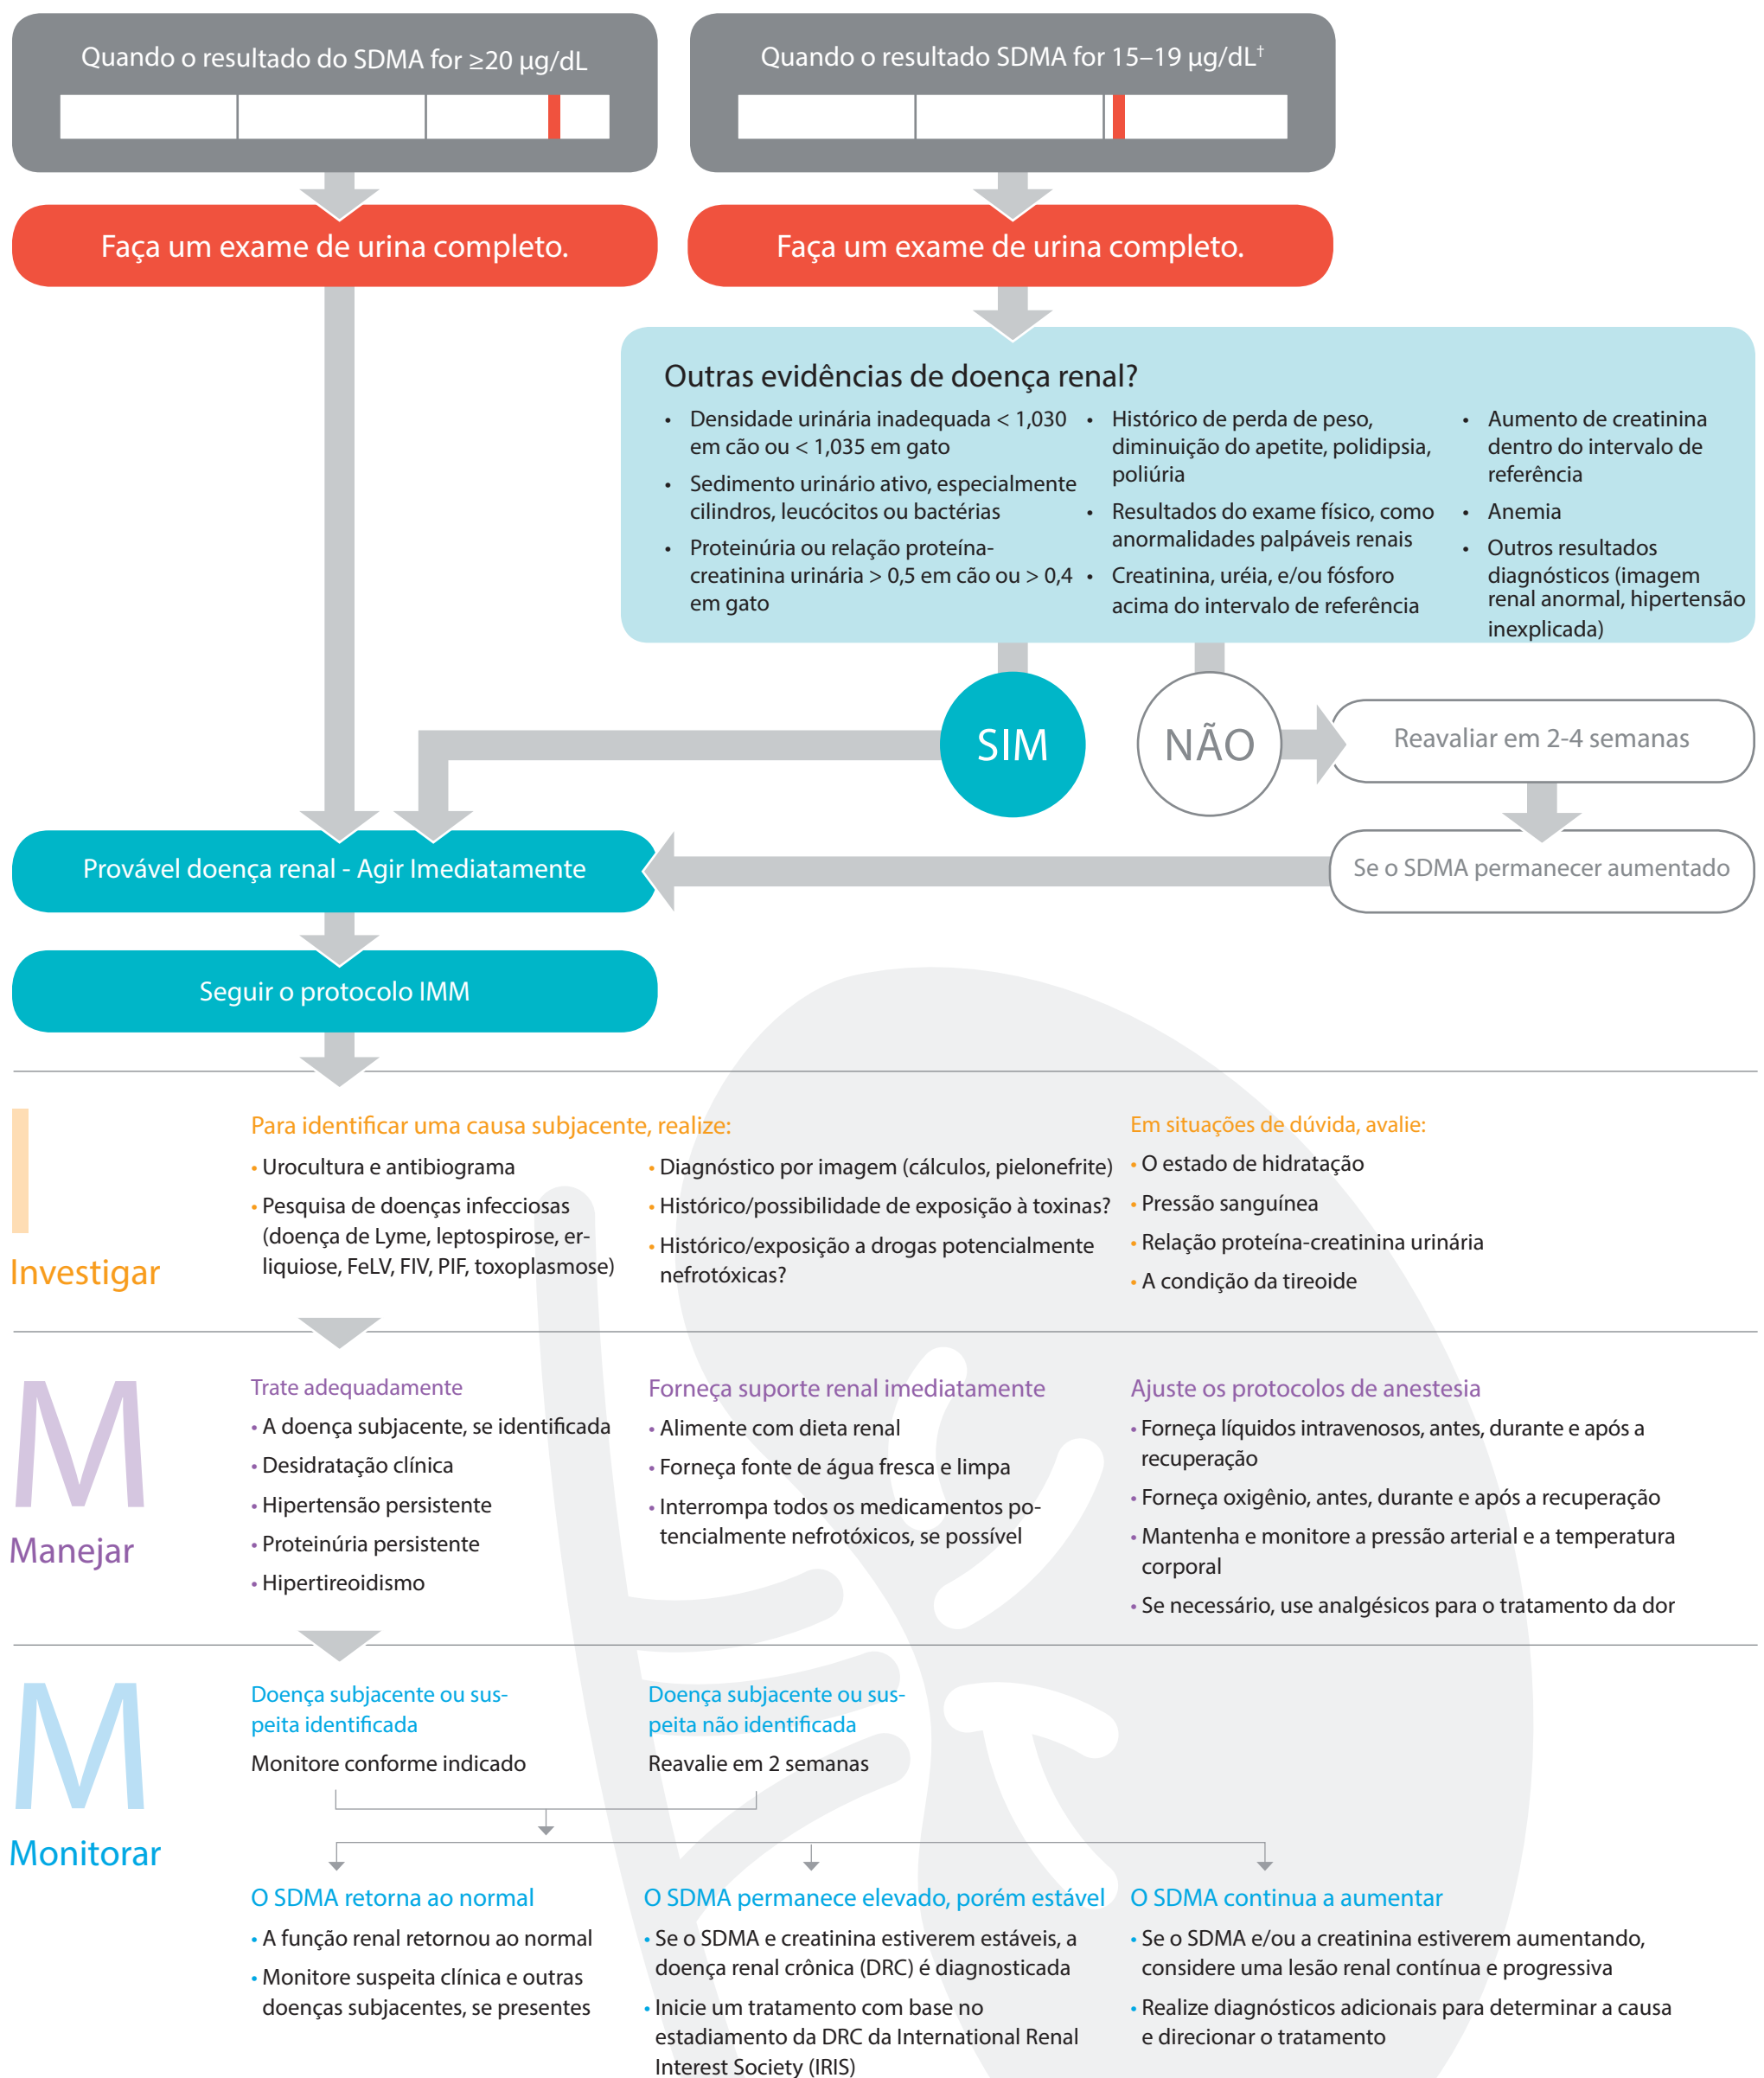 Quando o resultado do SDMA for ≥20 µg/dL
Quando o resultado SDMA for 15–19 µg/dL†
Faça um exame de urina completo.
Faça um exame de urina completo.
Outras evidências de doença renal?
• Densidade urinária inadequada < 1,030
em cão ou < 1,035 em gato
• Sedimento urinário ativo, especialmente
cilindros, leucócitos ou bactérias
• Proteinúria ou relação proteína-
creatinina urinária > 0,5 em cão ou > 0,4
em gato
• Histórico de perda de peso,
diminuição do apetite, polidipsia,
poliúria
• Resultados do exame físico, como
anormalidades palpáveis renais
• Creatinina, uréia, e/ou fósforo
acima do intervalo de referência
• Aumento de creatinina
dentro do intervalo de
referência
• Anemia
• Outros resultados
diagnósticos (imagem
renal anormal, hipertensão
inexplicada)
SIM
NÃO
Reavaliar em 2-4 semanas
Provável doença renal - Agir Imediatamente
Se o SDMA permanecer aumentado
Seguir o protocolo IMM
I
Investigar
Para identificar uma causa subjacente, realize:
• Urocultura e antibiograma
• Pesquisa de doenças infecciosas
(doença de Lyme, leptospirose, er-
liquiose, FeLV, FIV, PIF, toxoplasmose)
• Diagnóstico por imagem (cálculos, pielonefrite)
• Histórico/possibilidade de exposição à toxinas?
• Histórico/exposição a drogas potencialmente
nefrotóxicas?
Em situações de dúvida, avalie:
• O estado de hidratação
• Pressão sanguínea
• Relação proteína-creatinina urinária
• A condição da tireoide
M
Manejar
Trate adequadamente
• A doença subjacente, se identificada
• Desidratação clínica
• Hipertensão persistente
• Proteinúria persistente
• Hipertireoidismo
Forneça suporte renal imediatamente
• Alimente com dieta renal
• Forneça fonte de água fresca e limpa
• Interrompa todos os medicamentos po-
tencialmente nefrotóxicos, se possível
Ajuste os protocolos de anestesia
• Forneça líquidos intravenosos, antes, durante e após a
recuperação
• Forneça oxigênio, antes, durante e após a recuperação
• Mantenha e monitore a pressão arterial e a temperatura
corporal
• Se necessário, use analgésicos para o tratamento da dor
M
Monitorar
Doença subjacente ou sus-
peita identificada
Monitore conforme indicado
Doença subjacente ou sus-
peita não identificada
Reavalie em 2 semanas
O SDMA retorna ao normal
• A função renal retornou ao normal
• Monitore suspeita clínica e outras
doenças subjacentes, se presentes
O SDMA permanece elevado, porém estável
• Se o SDMA e creatinina estiverem estáveis, a
doença renal crônica (DRC) é diagnosticada
• Inicie um tratamento com base no
estadiamento da DRC da International Renal
Interest Society (IRIS)
O SDMA continua a aumentar
• Se o SDMA e/ou a creatinina estiverem aumentando,
considere uma lesão renal contínua e progressiva
• Realize diagnósticos adicionais para determinar a causa
e direcionar o tratamento